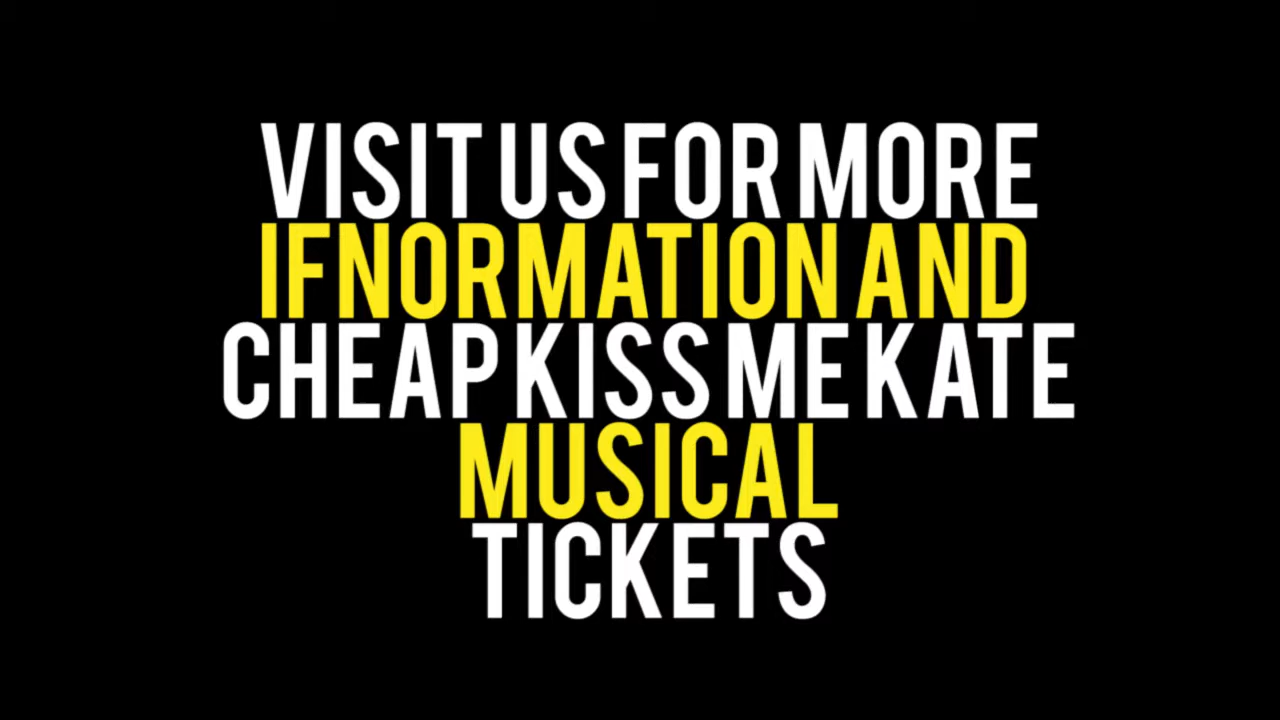 VISIT US FOR MORE
IFNORMATION AND
CHEAP KISS ME KATE
MUSICAL
TICKETS